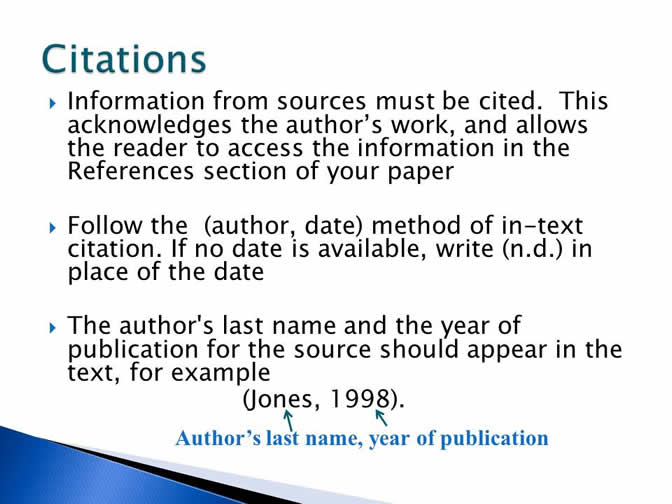 Citations
Information from sources must be cited.  This
acknowledges the author’s work, and allows
the reader to access the information in the
References section of your paper
Follow the  (author, date) method of in-text
citation. If no date is available, write (n.d.) in
place of the date
The author's last name and the year of
publication for the source should appear in the
text, for example
(Jones, 1998).
Author’s last name, year of publication